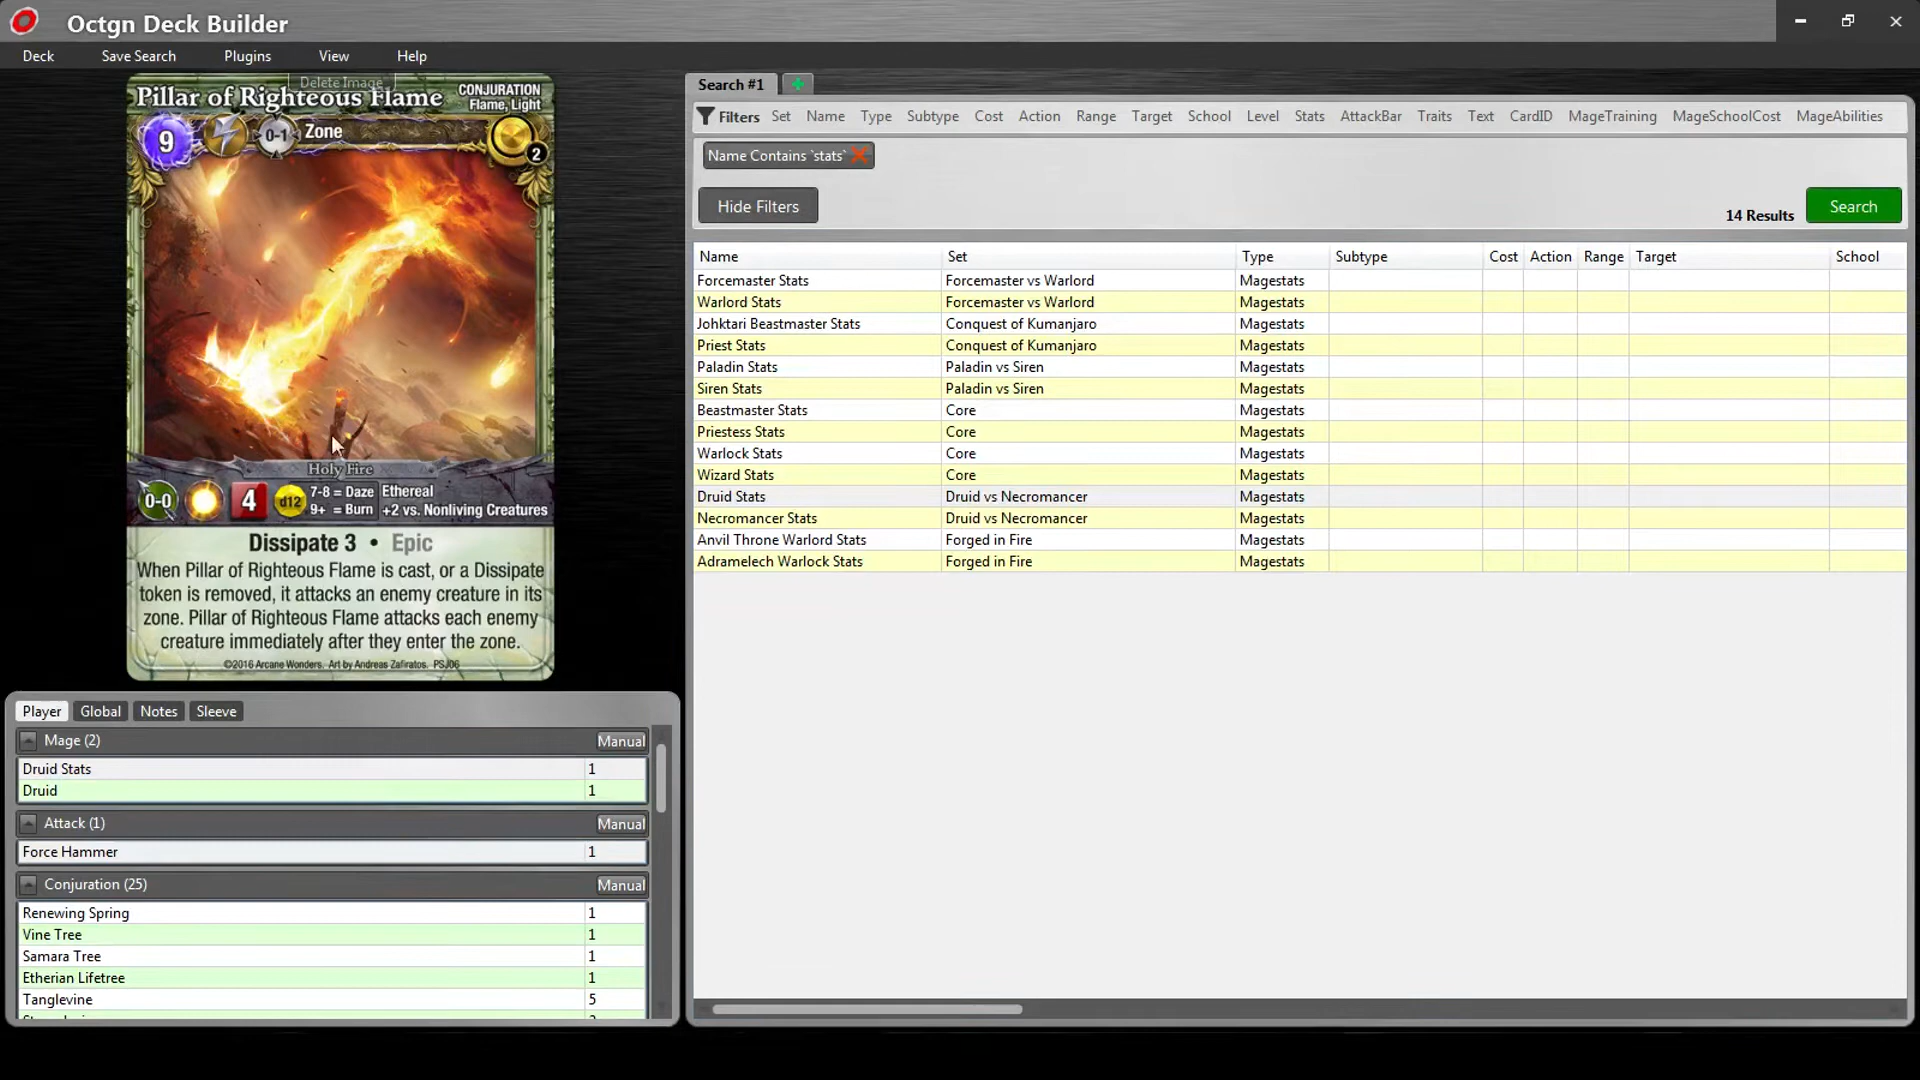 Octgn Deck Builder
Deck Save Search Plugins View Help
Delete Image
Pillar of Righteous Flame
CONJURATION
Flame, Light
9 0-1 Zone 2
Holy Fire
0-0 4 d12 7-8 = Daze Ethereal
9+ = Burn +2 vs. Nonliving Creatures
Dissipate 3 • Epic
When Pillar of Righteous Flame is cast, or a Dissipate
token is removed, it attacks an enemy creature in its
zone. Pillar of Righteous Flame attacks each enemy
creature immediately after they enter the zone.
©2016 Arcane Wonders. Art by Andreas Zafiratos. PSJ06
Player Global Notes Sleeve
Mage (2) Manual
Druid Stats 1
Druid 1
Attack (1) Manual
Force Hammer 1
Conjuration (25) Manual
Renewing Spring 1
Vine Tree 1
Samara Tree 1
Etherian Lifetree 1
Tanglevine 5
Search #1 +
Filters Set Name Type Subtype Cost Action Range Target School Level Stats AttackBar Traits Text CardID MageTraining MageSchoolCost MageAbilities
Name Contains `stats`
Hide Filters
14 Results Search
Name Set Type Subtype Cost Action Range Target School
Forcemaster Stats Forcemaster vs Warlord Magestats
Warlord Stats Forcemaster vs Warlord Magestats
Johktari Beastmaster Stats Conquest of Kumanjaro Magestats
Priest Stats Conquest of Kumanjaro Magestats
Paladin Stats Paladin vs Siren Magestats
Siren Stats Paladin vs Siren Magestats
Beastmaster Stats Core Magestats
Priestess Stats Core Magestats
Warlock Stats Core Magestats
Wizard Stats Core Magestats
Druid Stats Druid vs Necromancer Magestats
Necromancer Stats Druid vs Necromancer Magestats
Anvil Throne Warlord Stats Forged in Fire Magestats
Adramelech Warlock Stats Forged in Fire Magestats